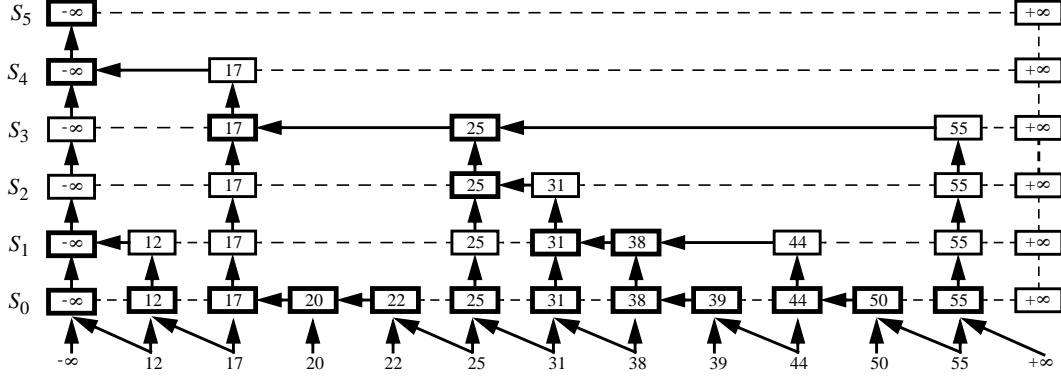 S5 -∞ +∞
S4 -∞ 17 +∞
S3 -∞ 17 25 55 +∞
S2 -∞ 17 25 31 55 +∞
S1 -∞ 12 17 25 31 38 44 55 +∞
S0 -∞ 12 17 20 22 25 31 38 39 44 50 55 +∞
-∞ 12 17 20 22 25 31 38 39 44 50 55 +∞